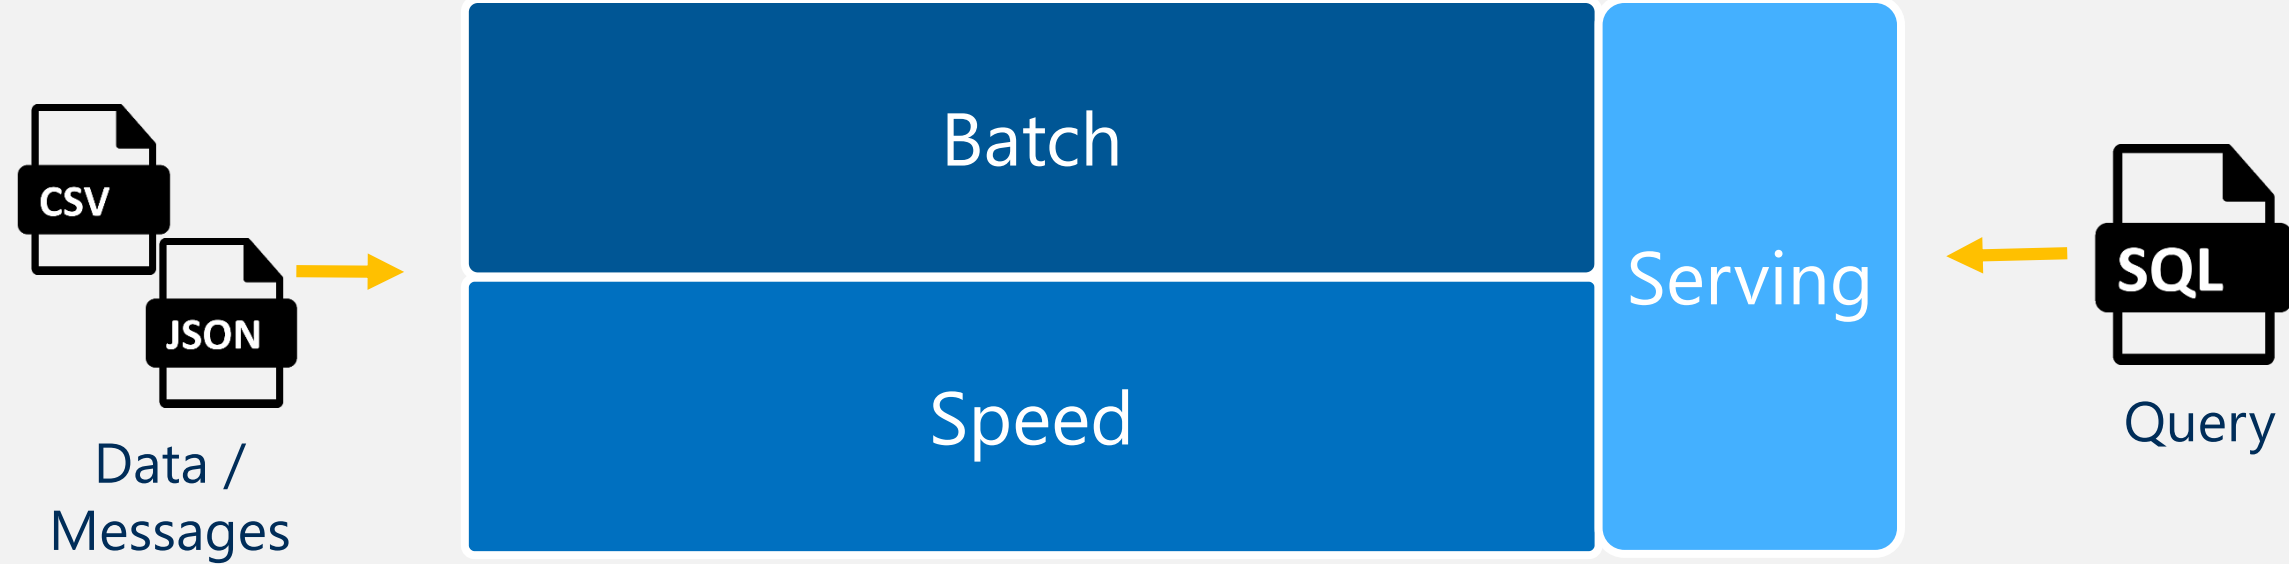 CSV
JSON
Data /
Messages
Batch
Speed
Serving
SQL
Query